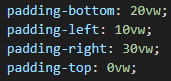 padding-bottom: 20vw;
padding-left: 10vw;
padding-right: 30vw;
padding-top: 0vw;